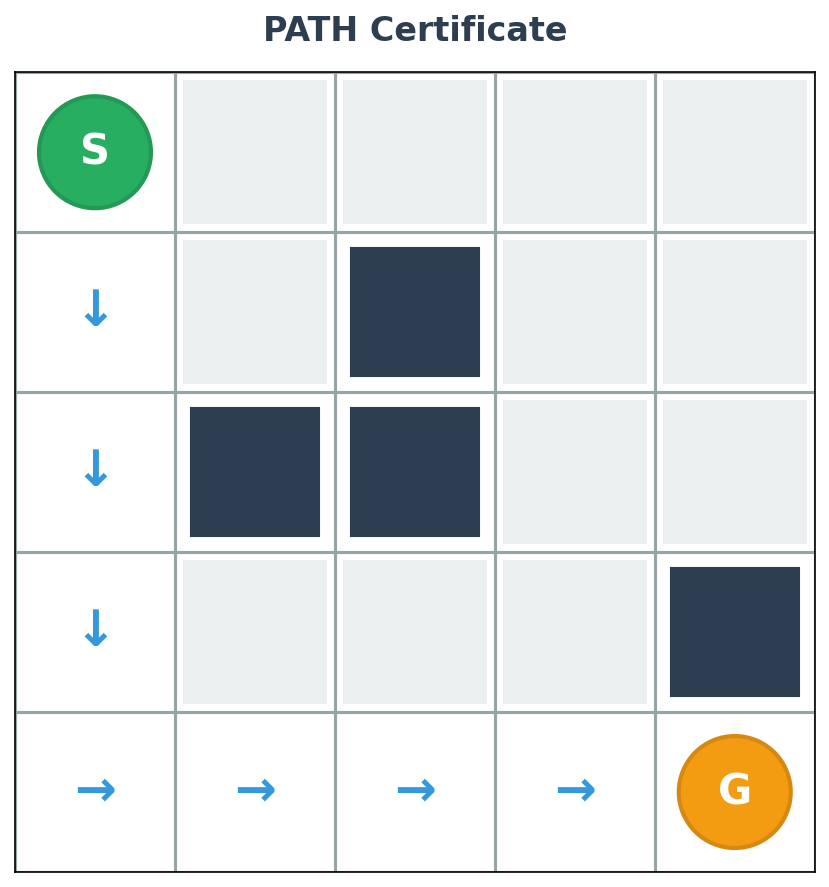 PATH Certificate
S
↓
↓
↓
→ → → → G